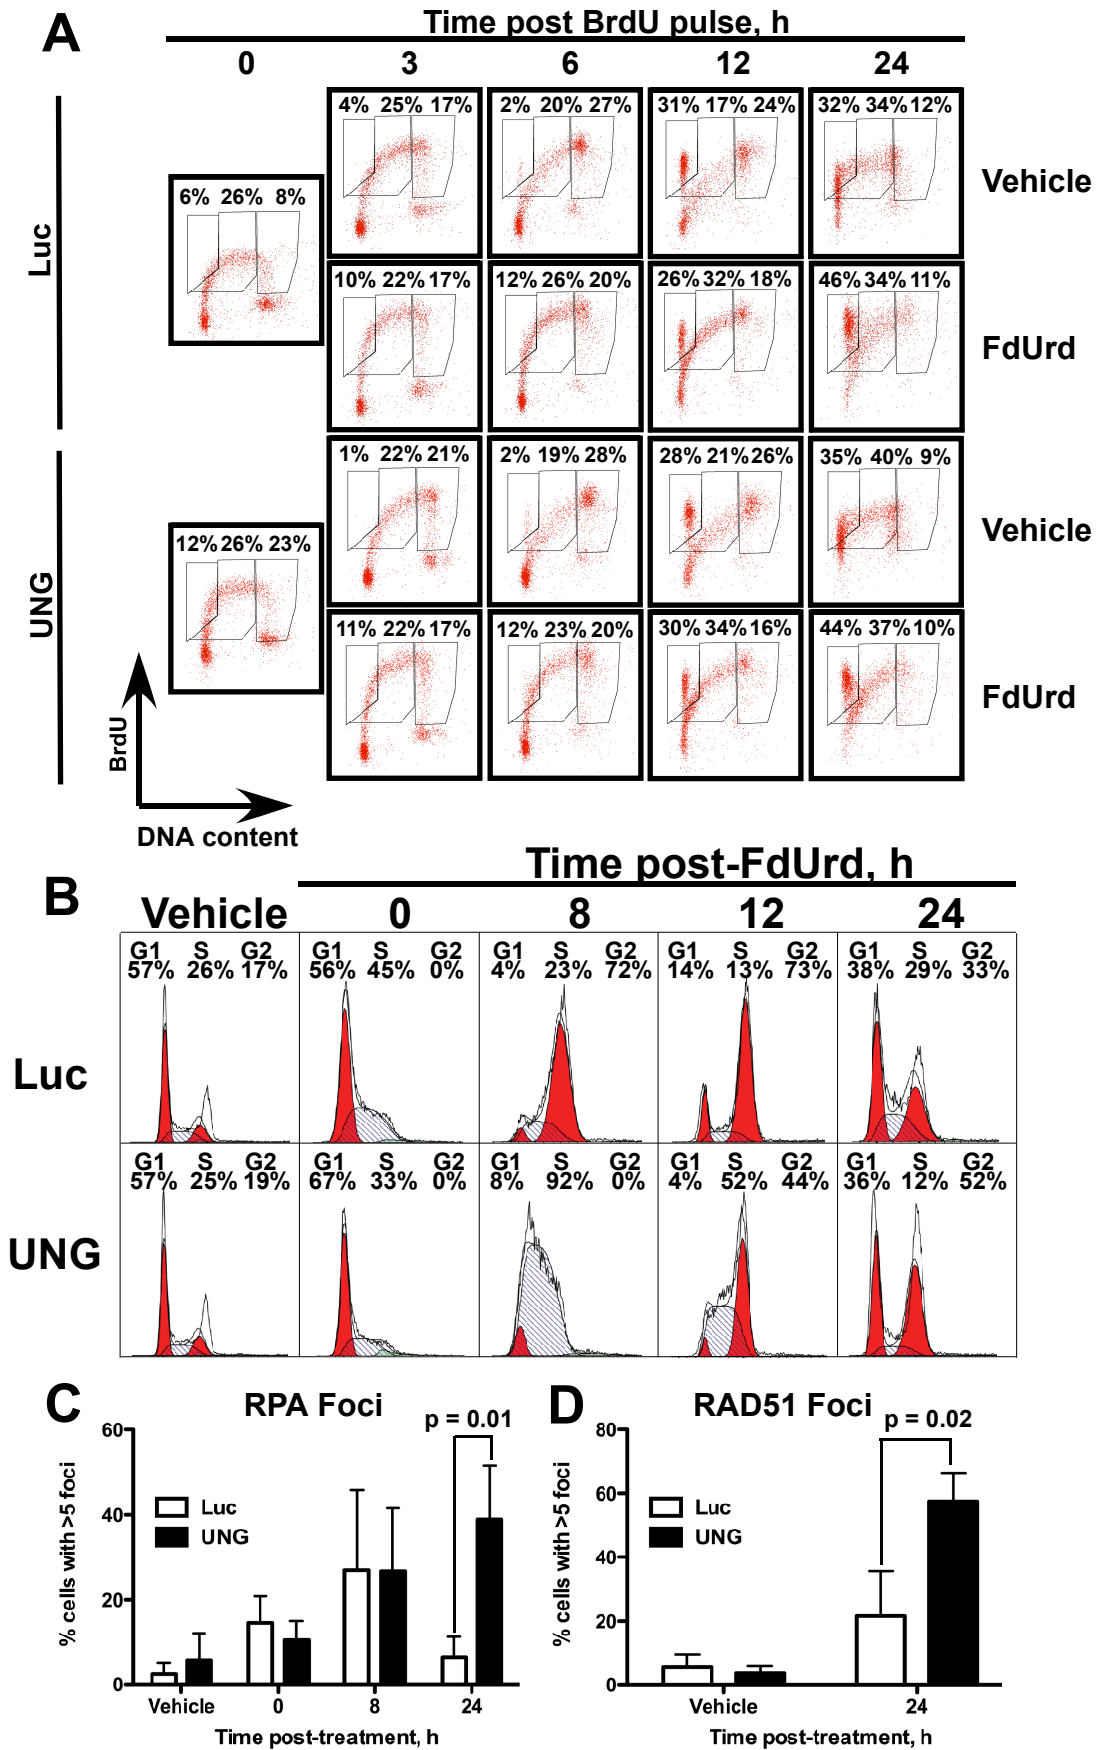 A
Time post BrdU pulse, h
0 3 6 12 24
Luc
6% 26% 8%
4% 25% 17%
2% 20% 27%
31% 17% 24%
32% 34% 12%
Vehicle
10% 22% 17%
12% 26% 20%
26% 32% 18%
46% 34% 11%
FdUrd
UNG
12% 26% 23%
1% 22% 21%
2% 19% 28%
28% 21% 26%
35% 40% 9%
Vehicle
11% 22% 17%
12% 23% 20%
30% 34% 16%
44% 37% 10%
FdUrd
BrdU
DNA content
B
Time post-FdUrd, h
Vehicle 0 8 12 24
Luc
G1 S G2
57% 26% 17%
G1 S G2
56% 45% 0%
G1 S G2
4% 23% 72%
G1 S G2
14% 13% 73%
G1 S G2
38% 29% 33%
UNG
G1 S G2
57% 25% 19%
G1 S G2
67% 33% 0%
G1 S G2
8% 92% 0%
G1 S G2
4% 52% 44%
G1 S G2
36% 12% 52%
C
RPA Foci
p = 0.01
% cells with >5 foci
60
40
20
0
Luc
UNG
Vehicle 0 8 24
Time post-treatment, h
D
RAD51 Foci
p = 0.02
% cells with >5 foci
80
60
40
20
0
Luc
UNG
Vehicle 24
Time post-treatment, h